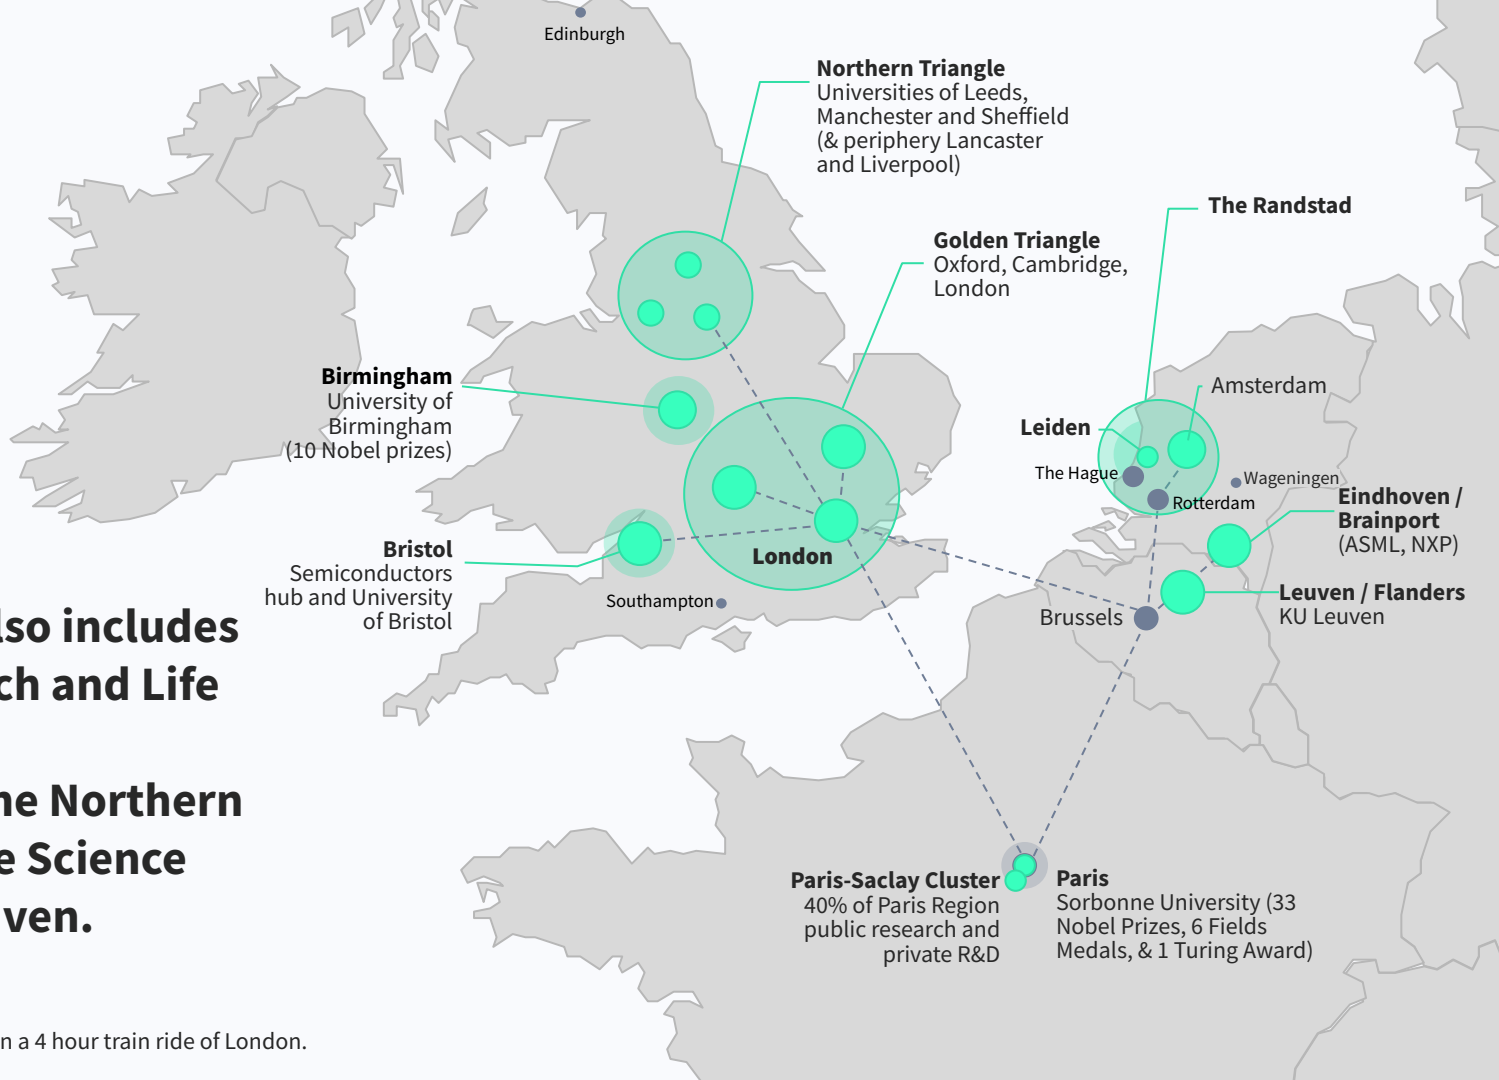 Edinburgh
Northern Triangle
Universities of Leeds,
Manchester and Sheffield
(& periphery Lancaster
and Liverpool)
The Randstad
Golden Triangle
Oxford, Cambridge,
London
Birmingham
University of
Birmingham
(10 Nobel prizes)
Amsterdam
Leiden
The Hague
Wageningen
Rotterdam
Eindhoven /
Brainport
(ASML, NXP)
Bristol
Semiconductors
hub and University
of Bristol
London
Southampton
Leuven / Flanders
KU Leuven
Brussels
lso includes
ch and Life
ne Northern
e Science
ven.
Paris-Saclay Cluster
40% of Paris Region
public research and
private R&D
Paris
Sorbonne University (33
Nobel Prizes, 6 Fields
Medals, & 1 Turing Award)
n a 4 hour train ride of London.